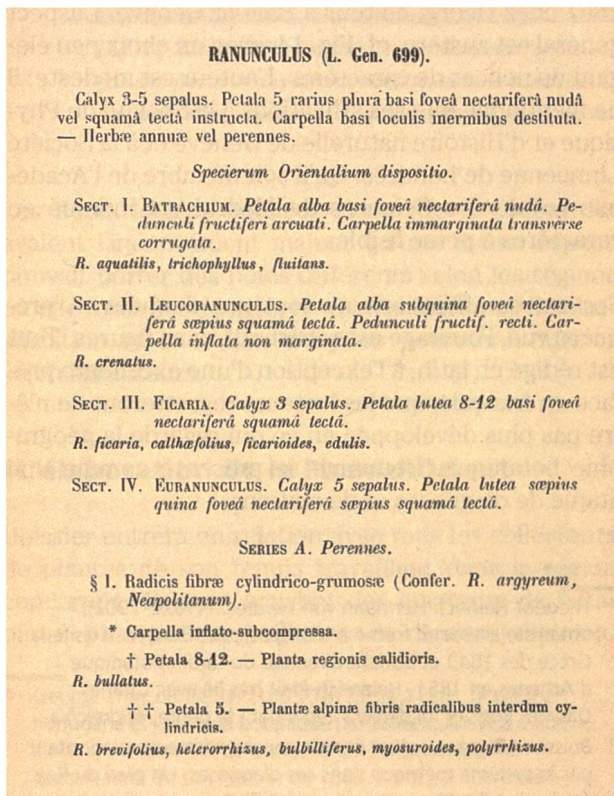 RANUNCULUS (L. Gen. 699).
Calyx 3-5 sepalus. Petala 5 rarius plura basi foveâ nectariferâ nudâ
vel squamâ tectâ instructa. Carpella basi loculis inermibus destituta.
— Herbæ annuæ vel perennes.
Specierum Orientalium dispositio.
SECT. I. BATRACHIUM. Petala alba basi foveâ nectariferâ nudâ. Pe-
dunculi fructiferi arcuati. Carpella immarginata transverse
corrugata.
R. aquatilis, trichophyllus, fluitans.
SECT. II. LEUCORANUNCULUS. Petala alba subquina foveâ nectari-
ferâ sæpius squamâ tectâ. Pedunculi fructif. recti. Car-
pella inflata non marginata.
R. crenatus.
SECT. III. FICARIA. Calyx 3 sepalus. Petala lutea 8-12 basi foveâ
nectariferâ squamâ tectâ.
R. ficaria, calthæfolius, ficarioides, edulis.
SECT. IV. EURANUNCULUS. Calyx 5 sepalus. Petala lutea sæpius
quina foveâ nectariferâ sæpius squamâ tectâ.
SERIES A. Perennes.
§ 1. Radicis fibræ cylindrico-grumosæ (Confer. R. argyreum,
Neapolitanum).
* Carpella inflato-subcompressa.
† Petala 8-12. — Planta regionis calidioris.
R. bullatus.
† † Petala 5. — Plantæ alpinæ fibris radicalibus interdum cy-
lindricis.
R. brevifolius, heterorrhizus, bulbilliferus, myosuroides, polyrrhizus.